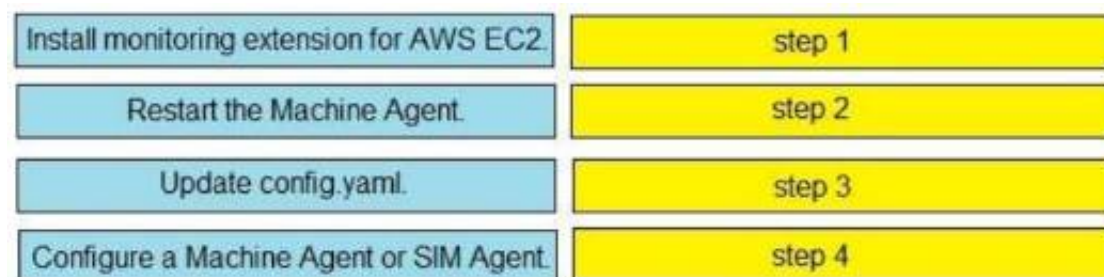 Install monitoring extension for AWS EC2.
step 1
Restart the Machine Agent.
step 2
Update config.yaml.
step 3
Configure a Machine Agent or SIM Agent.
step 4